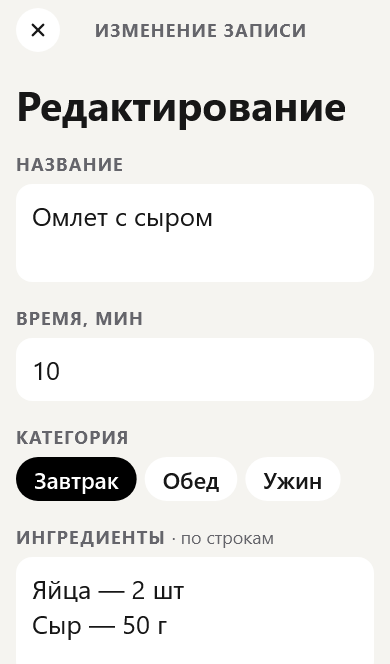 ✕ ИЗМЕНЕНИЕ ЗАПИСИ
Редактирование
НАЗВАНИЕ
Омлет с сыром
ВРЕМЯ, МИН
10
КАТЕГОРИЯ
Завтрак Обед Ужин
ИНГРЕДИЕНТЫ · по строкам
Яйца — 2 шт
Сыр — 50 г